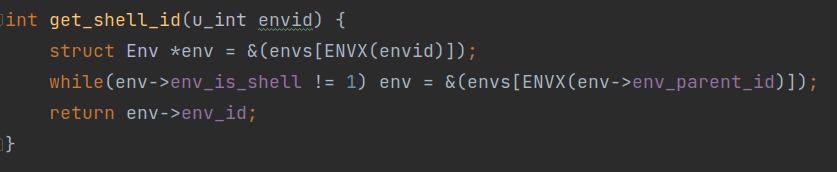 int get_shell_id(u_int envid) {
    struct Env *env = &(envs[ENVX(envid)]);
    while(env->env_is_shell != 1) env = &(envs[ENVX(env->env_parent_id)]);
    return env->env_id;
}